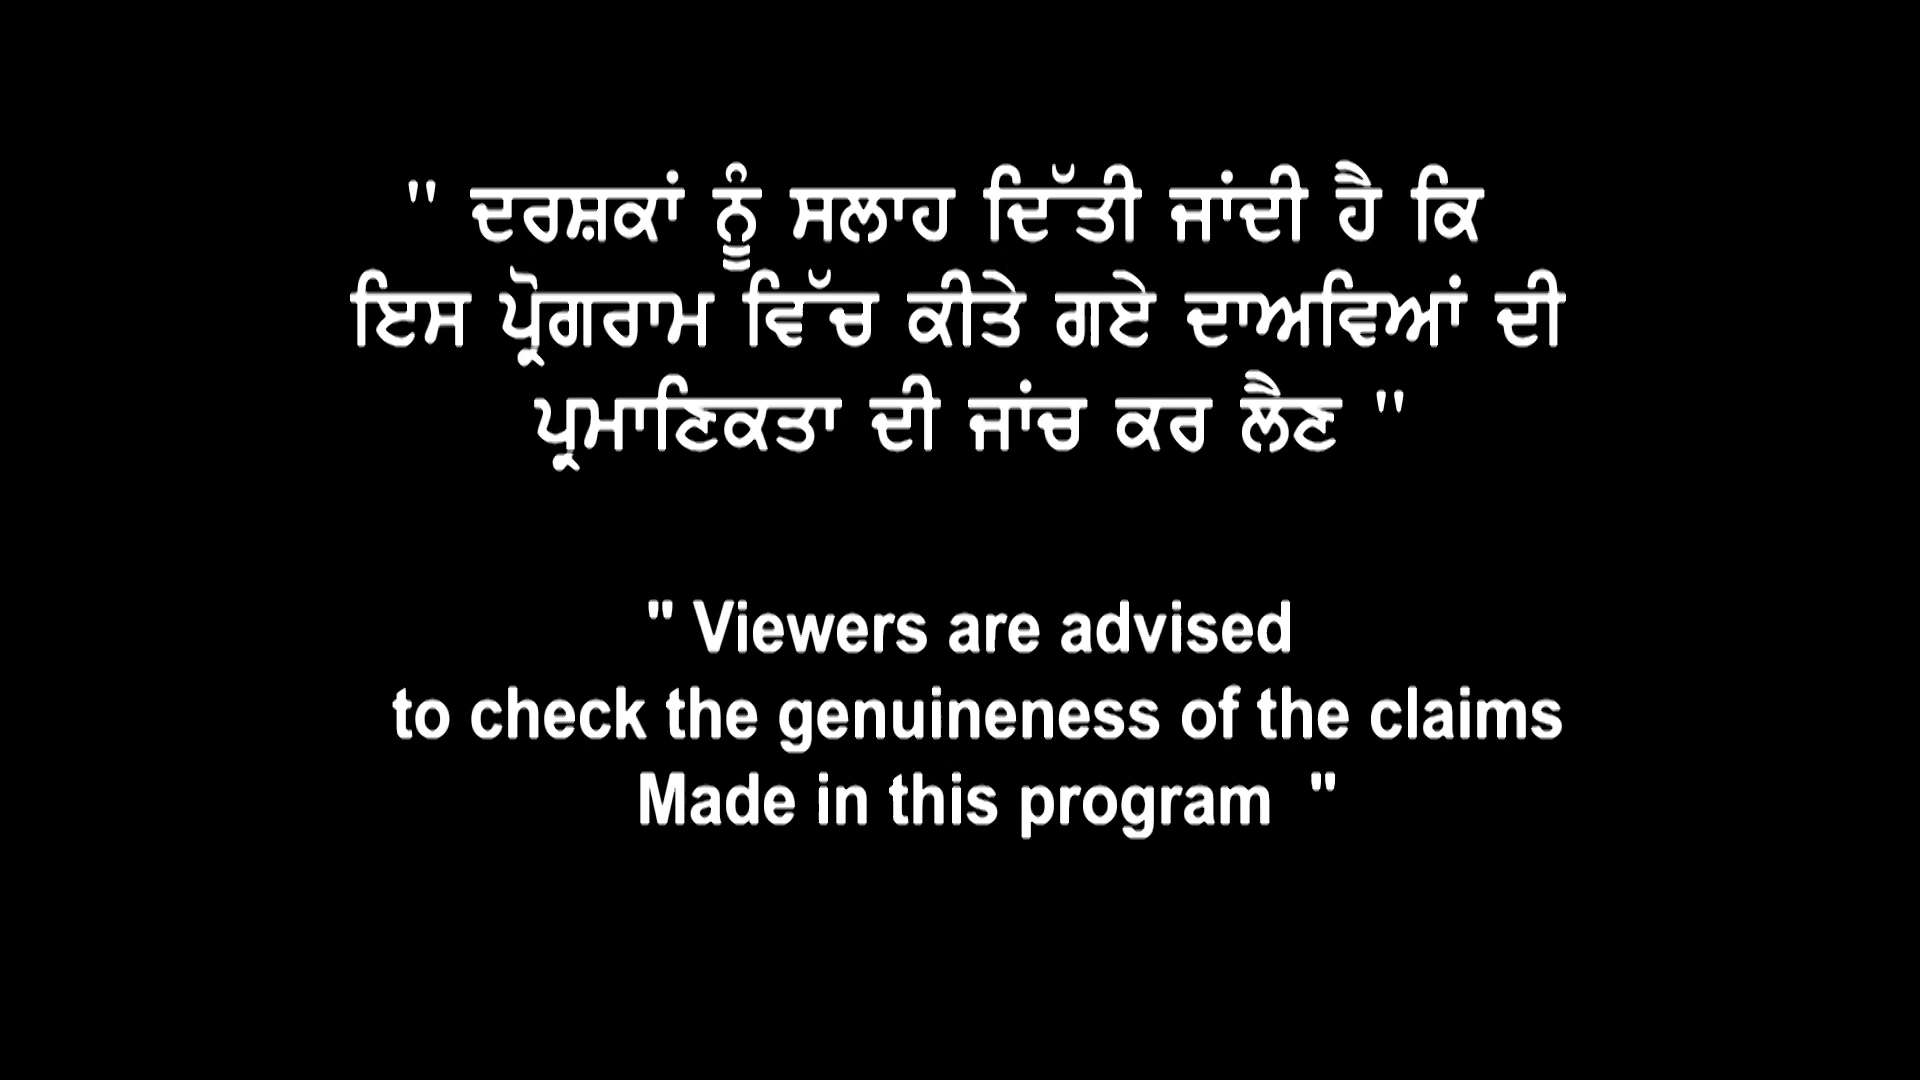 " ਦਰਸ਼ਕਾਂ ਨੂੰ ਸਲਾਹ ਦਿੱਤੀ ਜਾਂਦੀ ਹੈ ਕਿ
ਇਸ ਪ੍ਰੋਗਰਾਮ ਵਿੱਚ ਕੀਤੇ ਗਏ ਦਾਅਵਿਆਂ ਦੀ
ਪ੍ਰਮਾਣਿਕਤਾ ਦੀ ਜਾਂਚ ਕਰ ਲੈਣ "
" Viewers are advised
to check the genuineness of the claims
Made in this program "